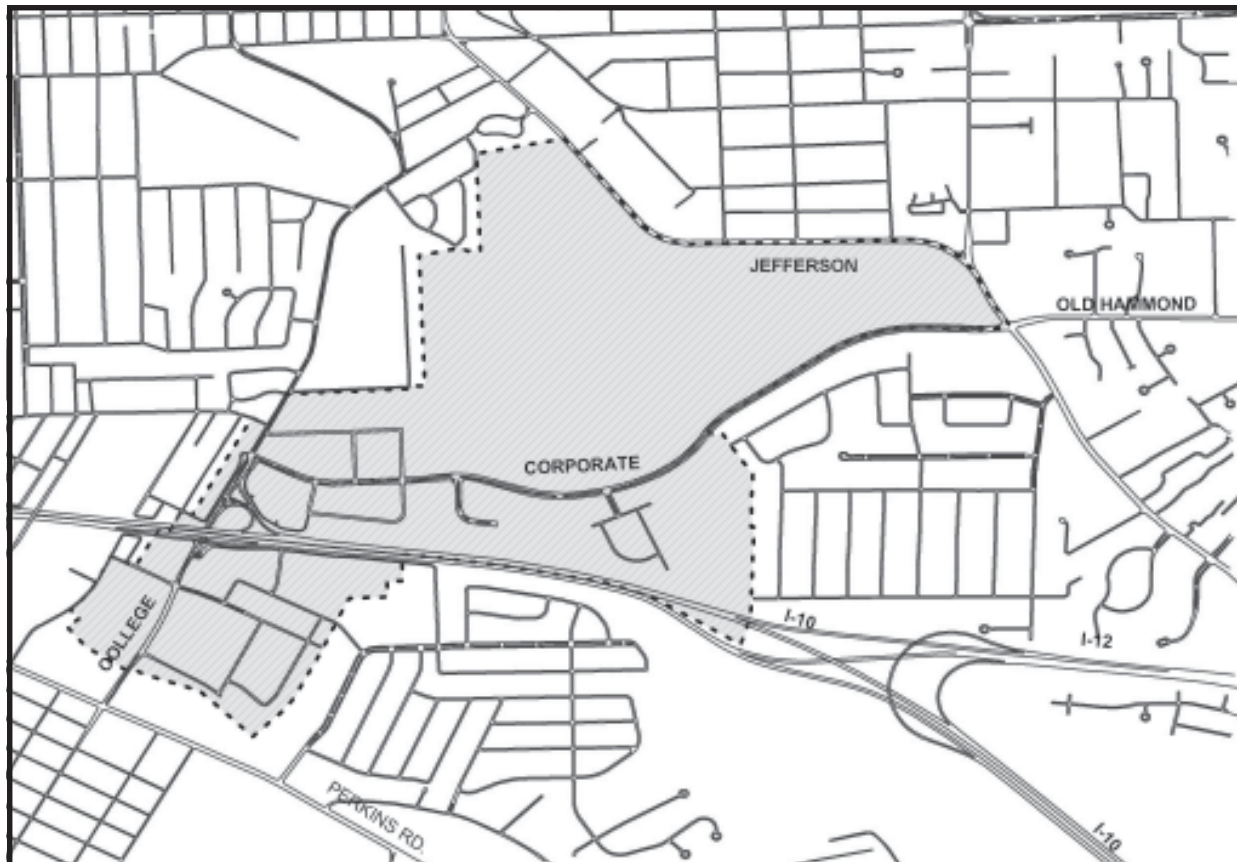 JEFFERSON
OLD HAMMOND
CORPORATE
I-10
I-12
COLLEGE
PERKINS RD.
I-10